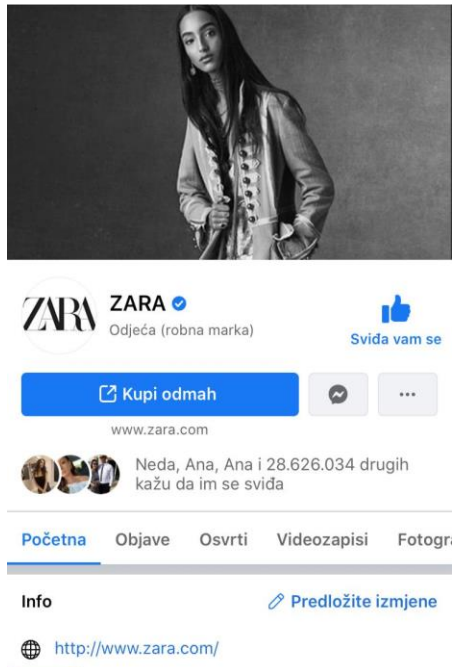 ZARA
ZARA
Odjeća (robna marka)
Sviđa vam se
Kupi odmah
www.zara.com
Neda, Ana, Ana i 28.626.034 drugih
kažu da im se sviđa
Početna Objave Osvrti Videozapisi Fotogra
Info Predložite izmjene
http://www.zara.com/